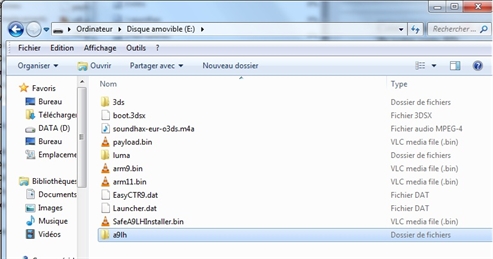 Ordinateur ▸ Disque amovible (E:) ▸
Rechercher...
Fichier Edition Affichage Outils ?
Organiser Ouvrir Partager avec Nouveau dossier
Nom Type
Favoris
Bureau
Télécharger
DATA (D)
Bureau
Emplaceme
Bibliothèques
Documents
Images
Musique
Vidéos
3ds Dossier de fichiers
boot.3dsx Fichier 3DSX
soundhax-eur-o3ds.m4a Fichier audio MPEG-4
payload.bin VLC media file (.bin)
luma Dossier de fichiers
arm9.bin VLC media file (.bin)
arm11.bin VLC media file (.bin)
EasyCTR9.dat Fichier DAT
Launcher.dat Fichier DAT
SafeA9LHInstaller.bin VLC media file (.bin)
a9lh Dossier de fichiers